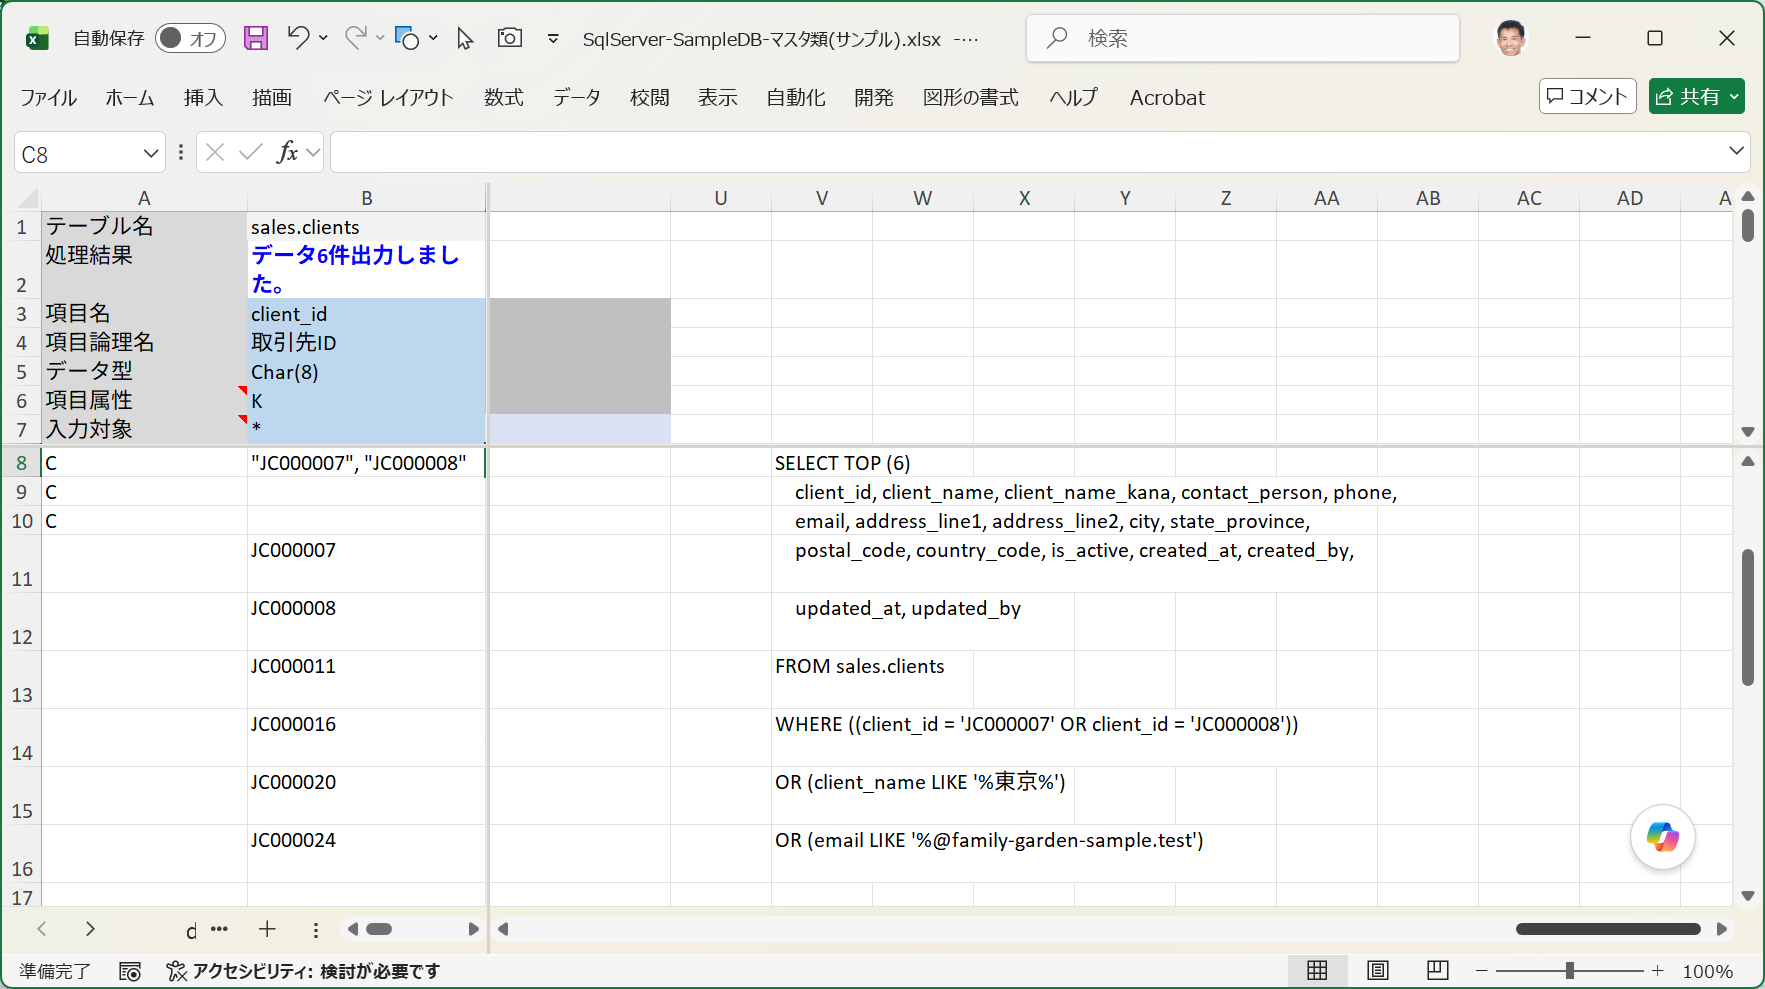 自動保存 オフ SqlServer-SampleDB-マスタ類(サンプル).xlsx -… 検索
ファイル ホーム 挿入 描画 ページ レイアウト 数式 データ 校閲 表示 自動化 開発 図形の書式 ヘルプ Acrobat コメント 共有
C8 fx
A B U V W X Y Z AA AB AC AD A
1 テーブル名 sales.clients
2 処理結果 データ6件出力しまし
た。
3 項目名 client_id
4 項目論理名 取引先ID
5 データ型 Char(8)
6 項目属性 K
7 入力対象 *
8 C "JC000007", "JC000008" SELECT TOP (6)
9 C client_id, client_name, client_name_kana, contact_person, phone,
10 C email, address_line1, address_line2, city, state_province,
11 JC000007 postal_code, country_code, is_active, created_at, created_by,
12 JC000008 updated_at, updated_by
13 JC000011 FROM sales.clients
14 JC000016 WHERE ((client_id = 'JC000007' OR client_id = 'JC000008'))
15 JC000020 OR (client_name LIKE '%東京%')
16 JC000024 OR (email LIKE '%@family-garden-sample.test')
17
d •••
準備完了 アクセシビリティ: 検討が必要です 100%